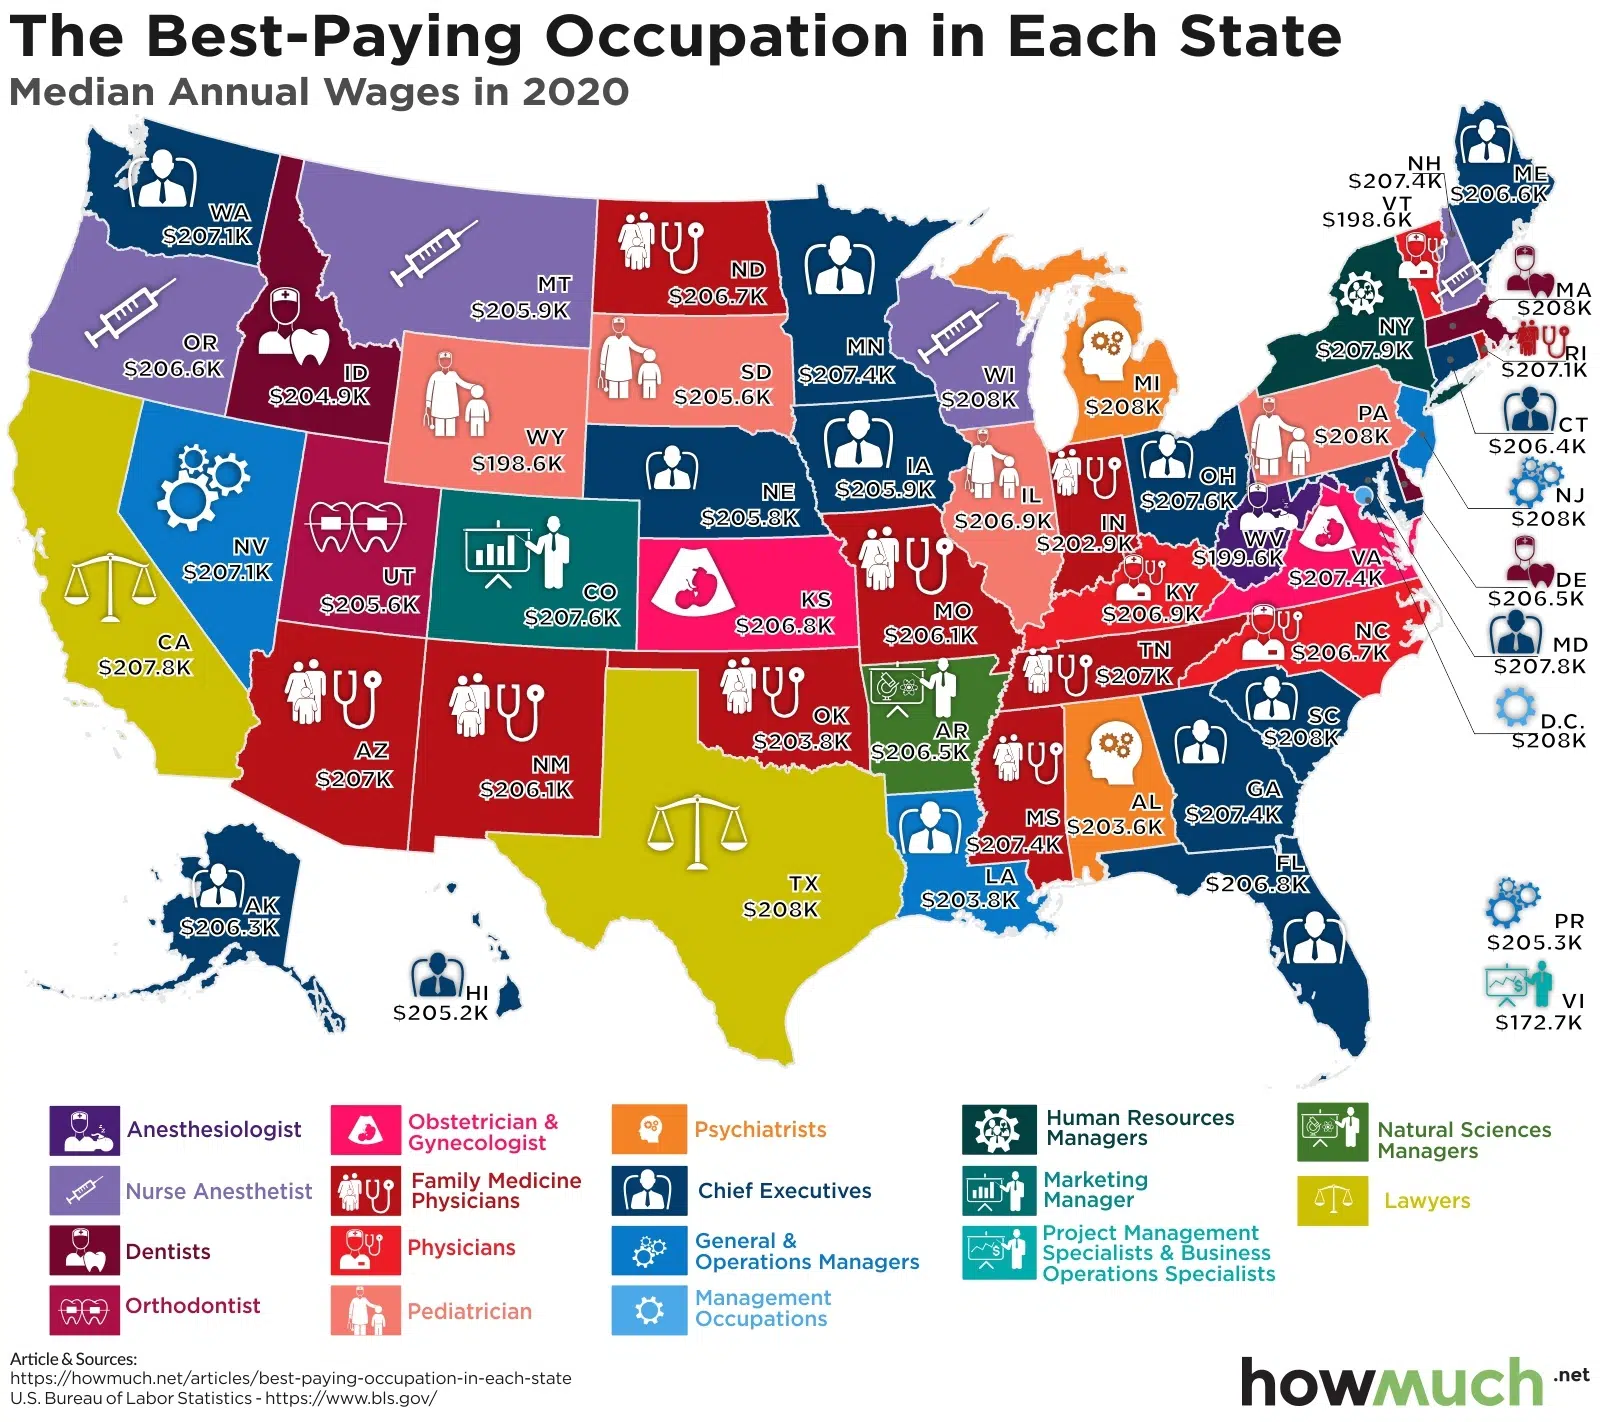 The Best-Paying Occupation in Each State
Median Annual Wages in 2020
WA
$207.1K
OR
$206.6K
ID
$204.9K
MT
$205.9K
ND
$206.7K
MN
$207.4K
WI
$208K
MI
$208K
NH
$207.4K
VT
$198.6K
ME
$206.6K
NY
$207.9K
MA
$208K
RI
$207.1K
CT
$206.4K
NJ
$208K
DE
$206.5K
MD
$207.8K
D.C.
$208K
WY
$198.6K
SD
$205.6K
NE
$205.8K
IA
$205.9K
IL
$206.9K
IN
$202.9K
OH
$207.6K
PA
$208K
WV
$199.6K
VA
$207.4K
CA
$207.8K
NV
$207.1K
UT
$205.6K
CO
$207.6K
KS
$206.8K
MO
$206.1K
KY
$206.9K
NC
$206.7K
TN
$207K
AZ
$207K
NM
$206.1K
OK
$203.8K
AR
$206.5K
SC
$208K
TX
$208K
LA
$203.8K
MS
$207.4K
AL
$203.6K
GA
$207.4K
FL
$206.8K
AK
$206.3K
HI
$205.2K
PR
$205.3K
VI
$172.7K
Anesthesiologist
Nurse Anesthetist
Dentists
Orthodontist
Obstetrician &
Gynecologist
Family Medicine
Physicians
Physicians
Pediatrician
Psychiatrists
Chief Executives
General &
Operations Managers
Management
Occupations
Human Resources
Managers
Marketing
Manager
Project Management
Specialists & Business
Operations Specialists
Natural Sciences
Managers
Lawyers
Article & Sources:
https://howmuch.net/articles/best-paying-occupation-in-each-state
U.S. Bureau of Labor Statistics - https://www.bls.gov/
howmuch.net